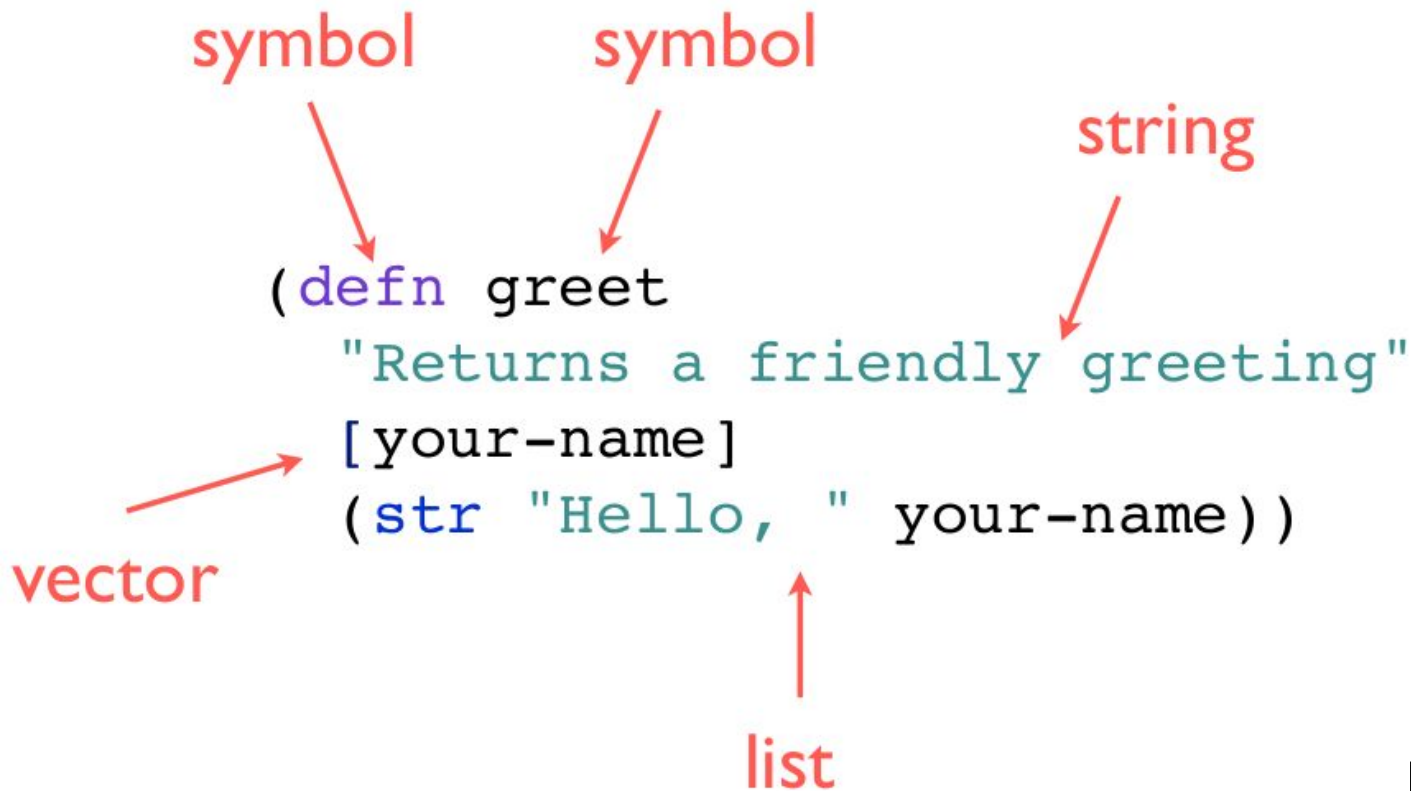 symbol symbol
string
(defn greet
"Returns a friendly greeting"
[your-name]
(str "Hello, " your-name))
vector
list